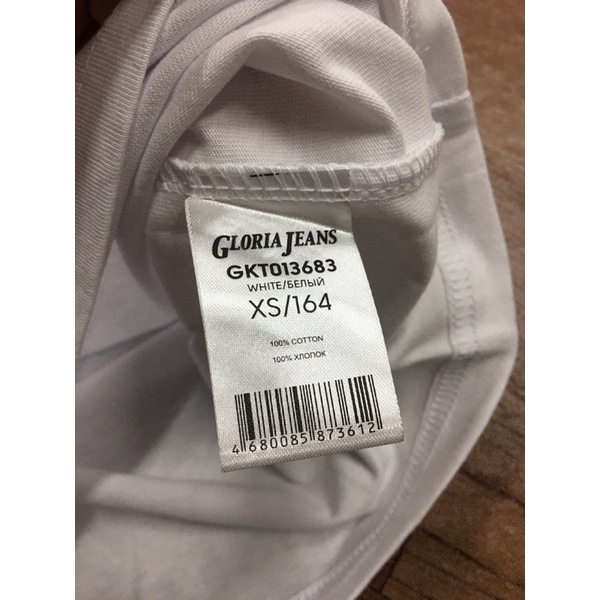 GLORIA JEANS
GKT013683
WHITE/БЕЛЫЙ
XS/164
100% COTTON
100% ХЛОПОК
4 680085 873612